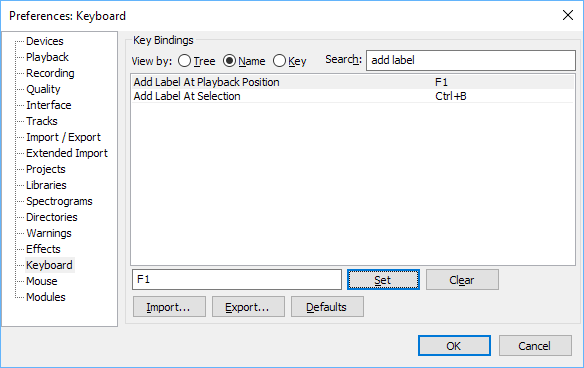 Preferences: Keyboard
Devices
Playback
Recording
Quality
Interface
Tracks
Import / Export
Extended Import
Projects
Libraries
Spectrograms
Directories
Warnings
Effects
Keyboard
Mouse
Modules
Key Bindings
View by: Tree Name Key Search: add label
Add Label At Playback Position F1
Add Label At Selection Ctrl+B
F1 Set Clear
Import... Export... Defaults
OK Cancel